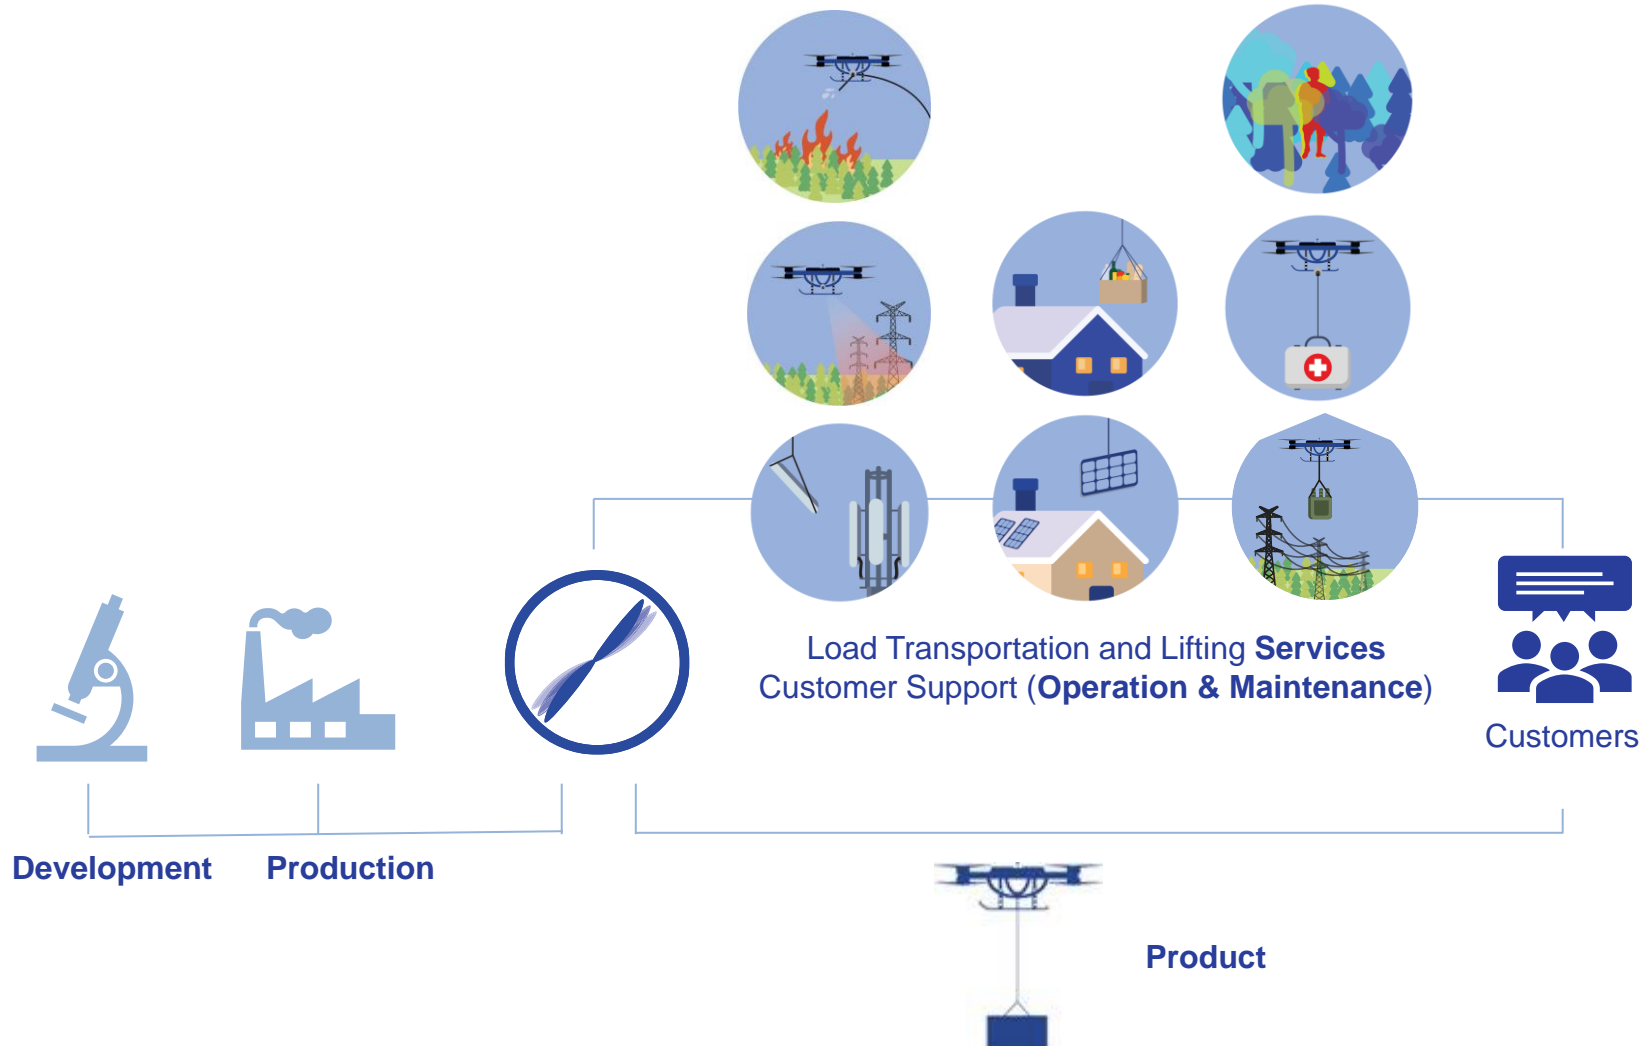 Load Transportation and Lifting Services
Customer Support (Operation & Maintenance)
Customers
Development
Production
Product